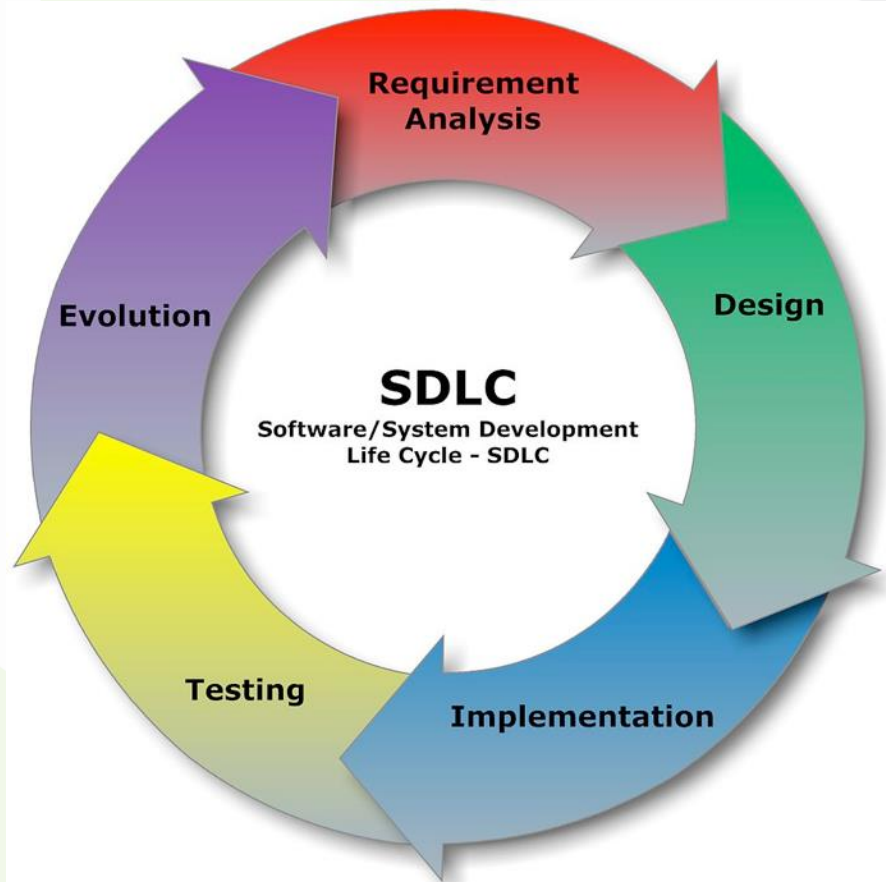 Requirement
Analysis
Design
Implementation
Testing
Evolution
SDLC
Software/System Development
Life Cycle - SDLC